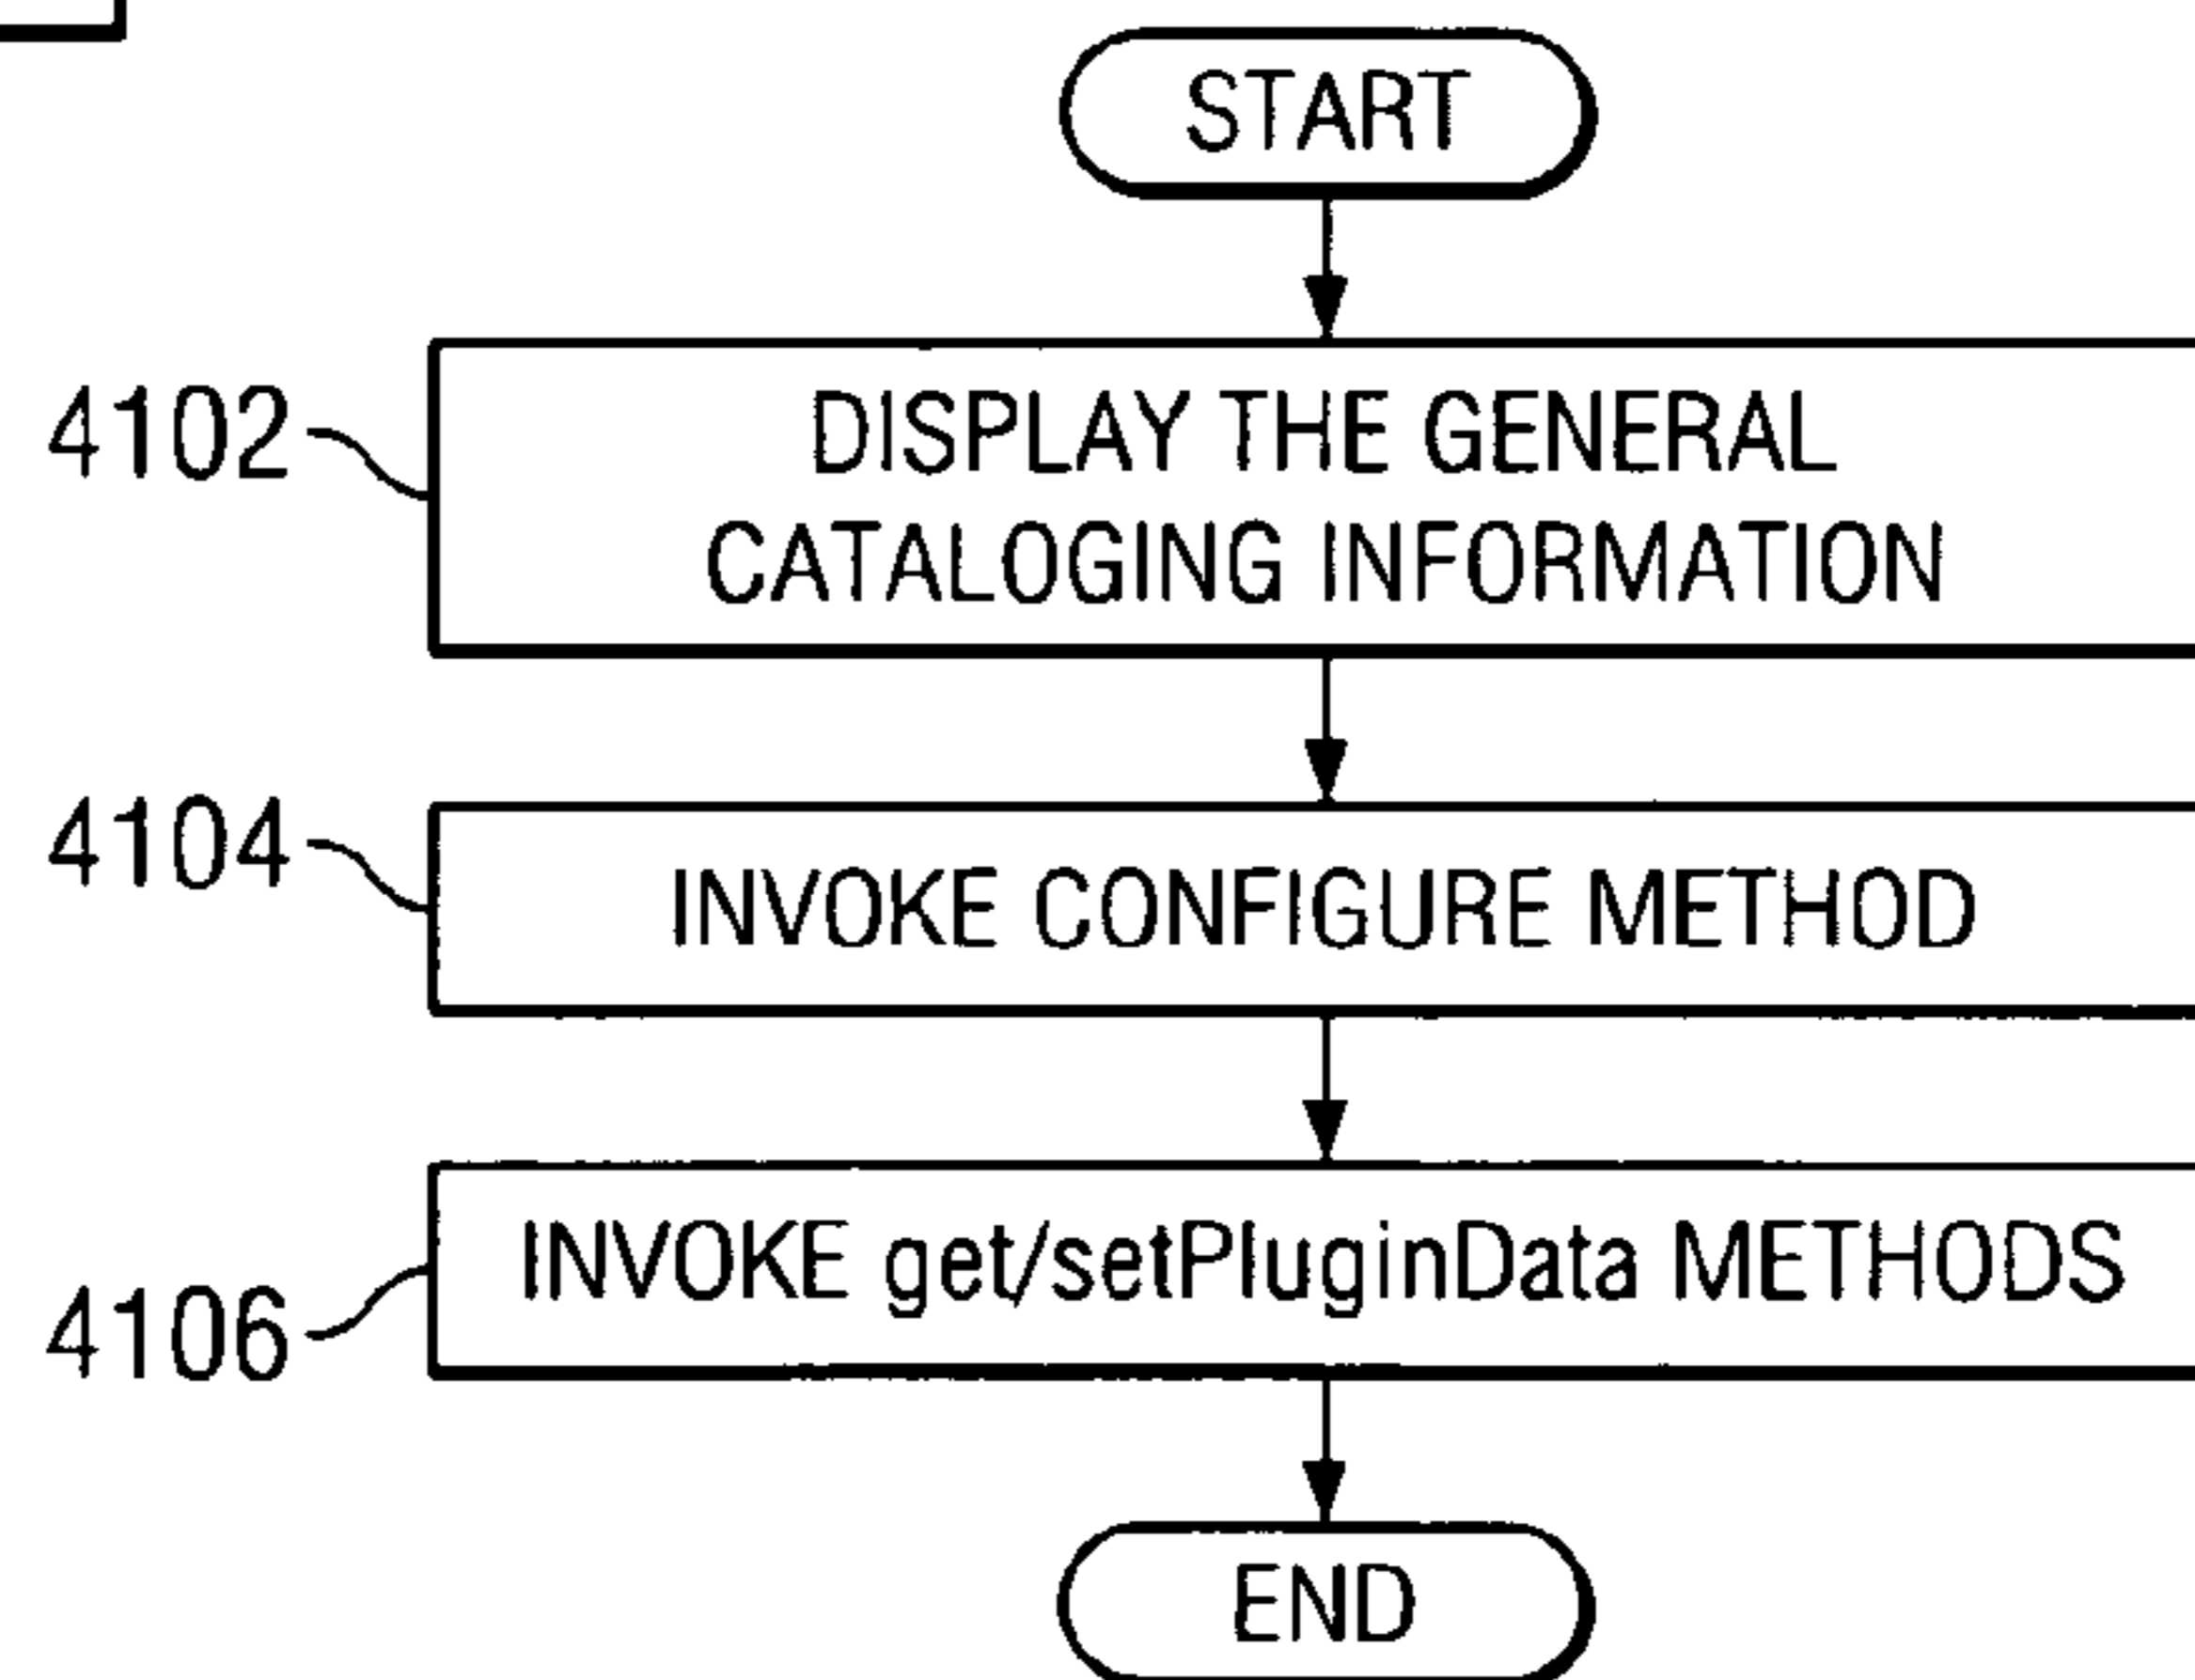 START
4102
DISPLAY THE GENERAL
CATALOGING INFORMATION
4104
INVOKE CONFIGURE METHOD
4106
INVOKE get/setPluginData METHODS
END